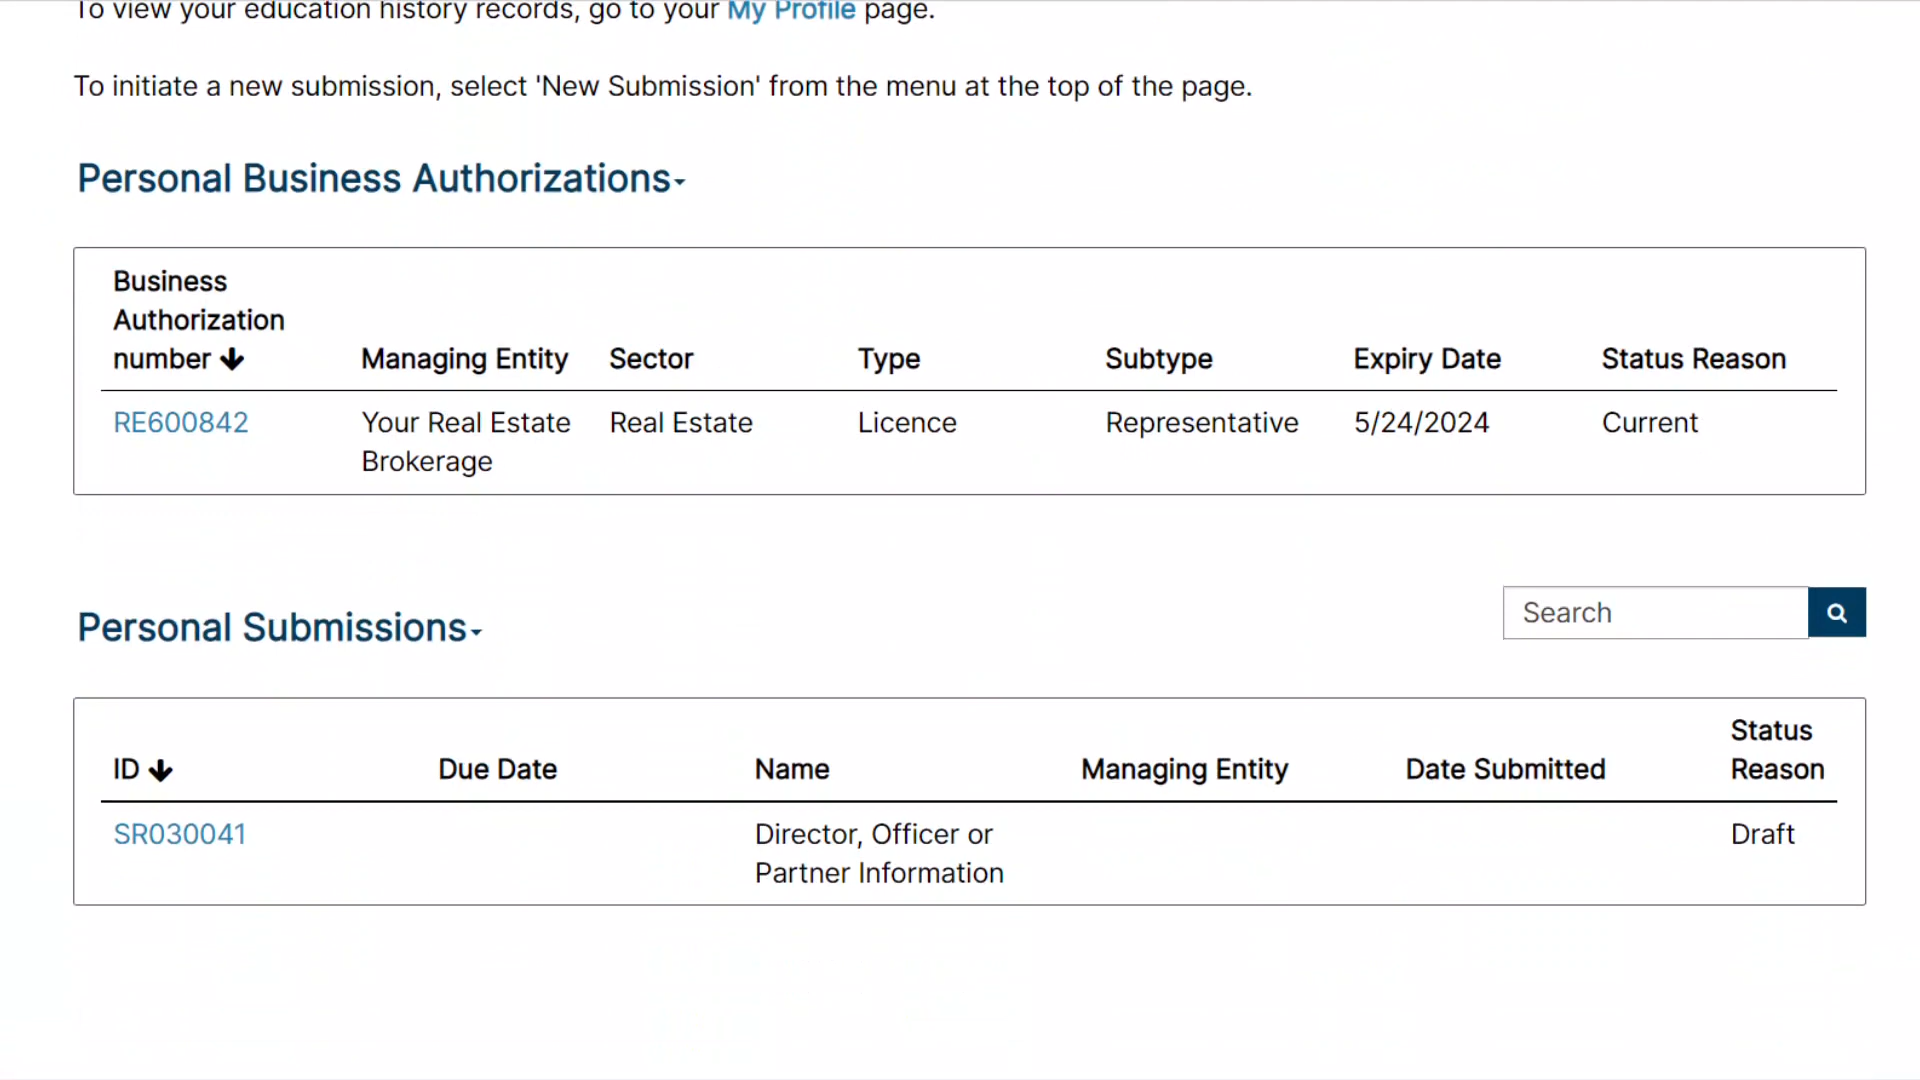 To view your education history records, go to your My Profile page.
To initiate a new submission, select 'New Submission' from the menu at the top of the page.
Personal Business Authorizations
Business
Authorization
number Managing Entity Sector Type Subtype Expiry Date Status Reason
RE600842 Your Real Estate Real Estate Licence Representative 5/24/2024 Current
Brokerage
Personal Submissions
Search
Status
ID Due Date Name Managing Entity Date Submitted Reason
SR030041 Director, Officer or Draft
Partner Information